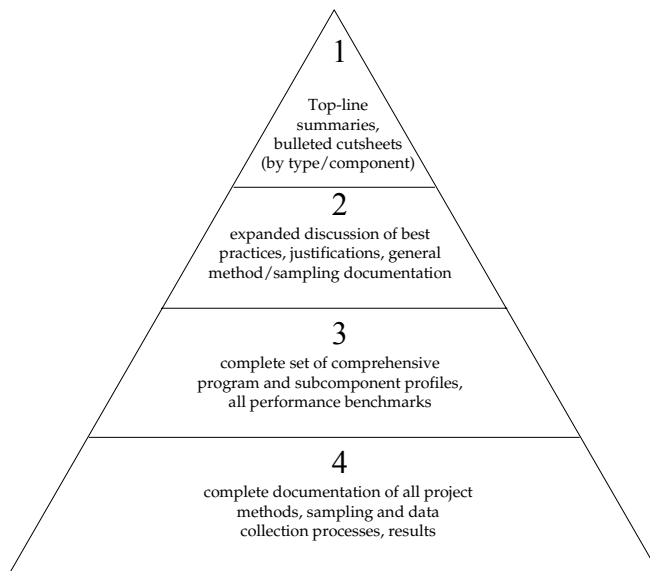 1
Top-line
summaries,
bulleted cutsheets
(by type/component)
2
expanded discussion of best
practices, justifications, general
method/sampling documentation
3
complete set of comprehensive
program and subcomponent profiles,
all performance benchmarks
4
complete documentation of all project
methods, sampling and data
collection processes, results